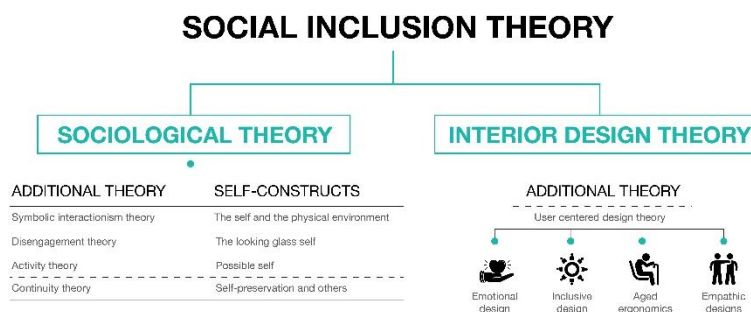 SOCIAL INCLUSION THEORY
SOCIOLOGICAL THEORY
INTERIOR DESIGN THEORY
ADDITIONAL THEORY
SELF-CONSTRUCTS
Symbolic interactionism theory
The self and the physical environment
Disengagement theory
The looking glass self
Activity theory
Possible self
Continuity theory
Self-preservation and others
ADDITIONAL THEORY
User centered design theory
Emotional
design
Inclusive
design
Aged
ergonomics
Empathic
designs